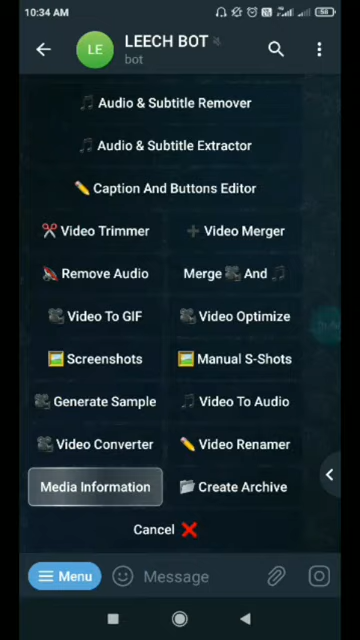 10:34 AM
58
LE
LEECH BOT
bot
Audio & Subtitle Remover
Audio & Subtitle Extractor
Caption And Buttons Editor
Video Trimmer
Video Merger
Remove Audio
Merge And
Video To GIF
Video Optimize
Screenshots
Manual S-Shots
Generate Sample
Video To Audio
Video Converter
Video Renamer
Media Information
Create Archive
Cancel
Menu
Message